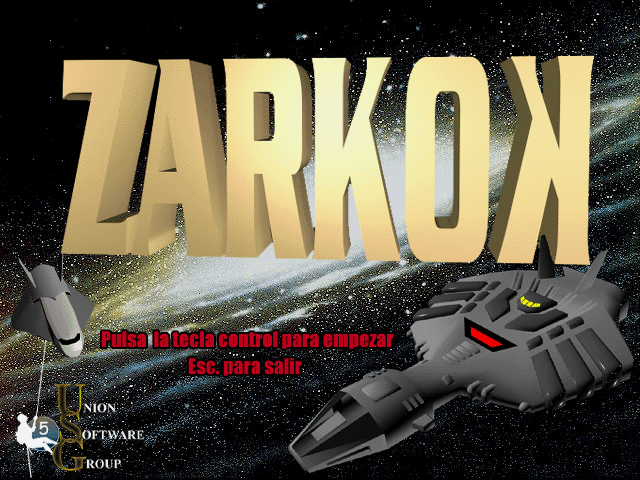 ZARKOK
Pulsa la tecla control para empezar
Esc. para salir
UNION
5 SOFTWARE
GROUP